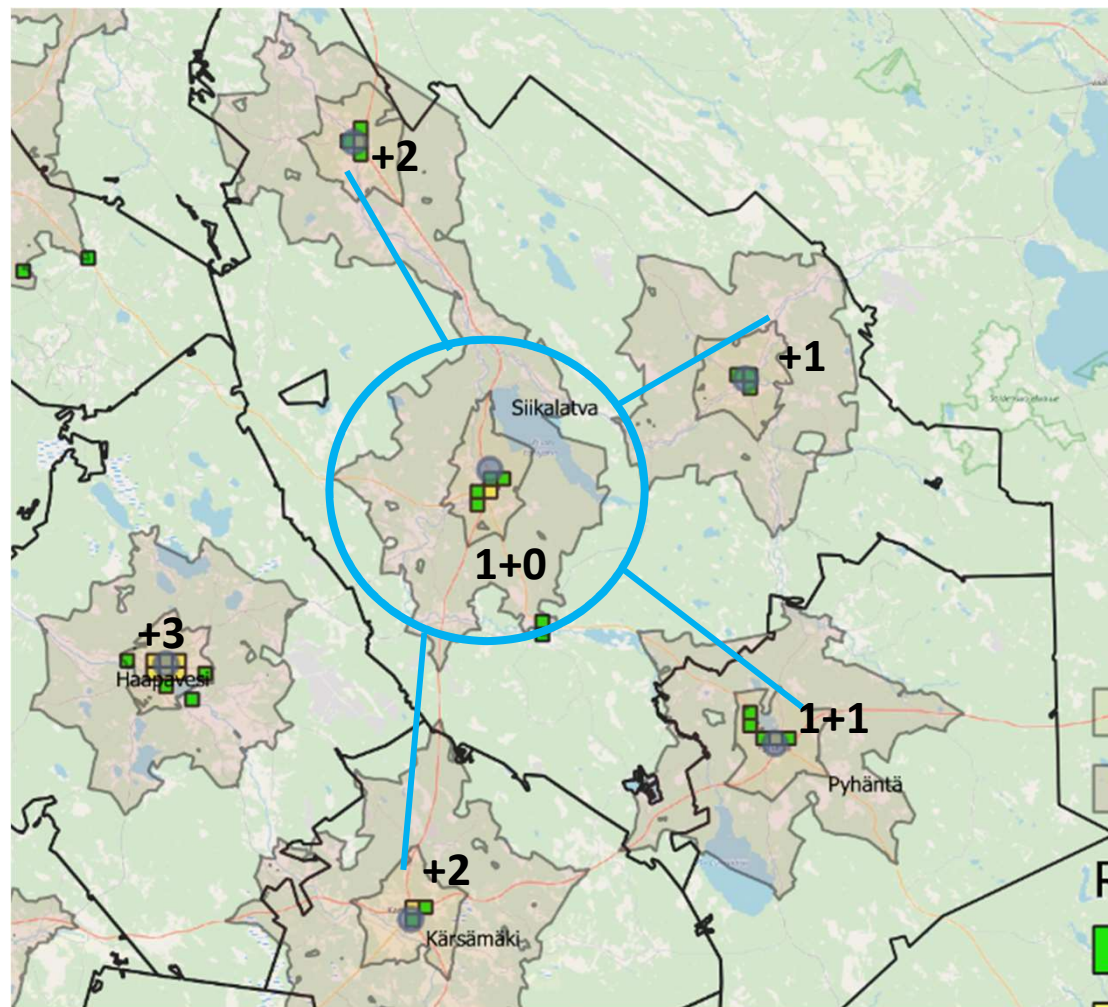 +2
Siikalatva
+1
1+0
+3
Haapavesi
1+1
Pyhäntä
+2
Kärsämäki